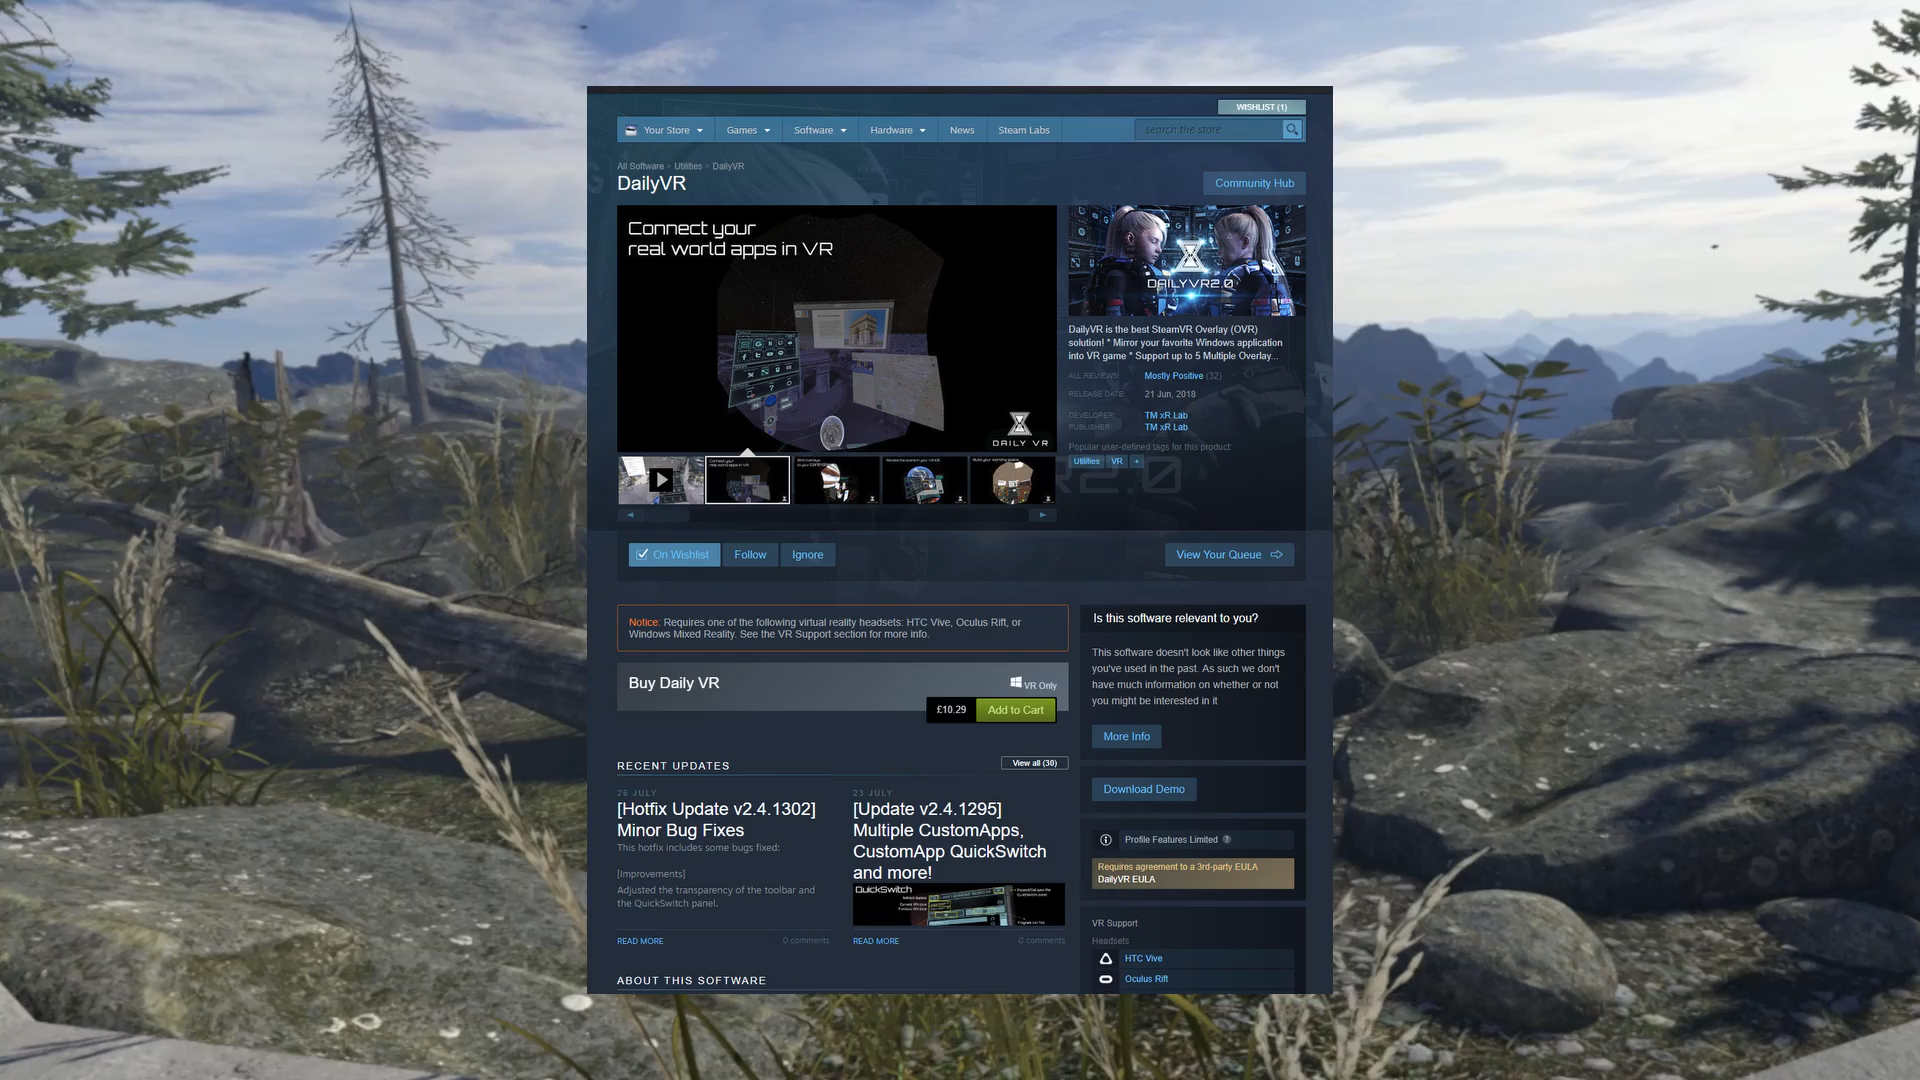 WISHLIST (1)
Your Store
Games
Software
Hardware
News
Steam Labs
search the store
All Software > Utilities > DailyVR
DailyVR
Community Hub
Connect your
real world apps in VR
DAILY VR
DAILYVR2.0
DailyVR is the best SteamVR Overlay (OVR)
solution! * Mirror your favorite Windows application
into VR game * Support up to 5 Multiple Overlay...
ALL REVIEWS: Mostly Positive (32)
RELEASE DATE: 21 Jun, 2018
DEVELOPER: TM xR Lab
PUBLISHER: TM xR Lab
Popular user-defined tags for this product:
Utilities VR +
R2.0
On Wishlist
Follow
Ignore
View Your Queue
Notice: Requires one of the following virtual reality headsets: HTC Vive, Oculus Rift, or
Windows Mixed Reality. See the VR Support section for more info.
Buy Daily VR
VR Only
£10.29
Add to Cart
RECENT UPDATES
View all (30)
26 JULY
[Hotfix Update v2.4.1302]
Minor Bug Fixes
This hotfix includes some bugs fixed:
[Improvements]
Adjusted the transparency of the toolbar and
the QuickSwitch panel.
READ MORE
0 comments
23 JULY
[Update v2.4.1295]
Multiple CustomApps,
CustomApp QuickSwitch
and more!
QuickSwitch
READ MORE
0 comments
ABOUT THIS SOFTWARE
Is this software relevant to you?
This software doesn't look like other things
you've used in the past. As such we don't
have much information on whether or not
you might be interested in it
More Info
Download Demo
Profile Features Limited ?
Requires agreement to a 3rd-party EULA
DailyVR EULA
VR Support
Headsets
HTC Vive
Oculus Rift